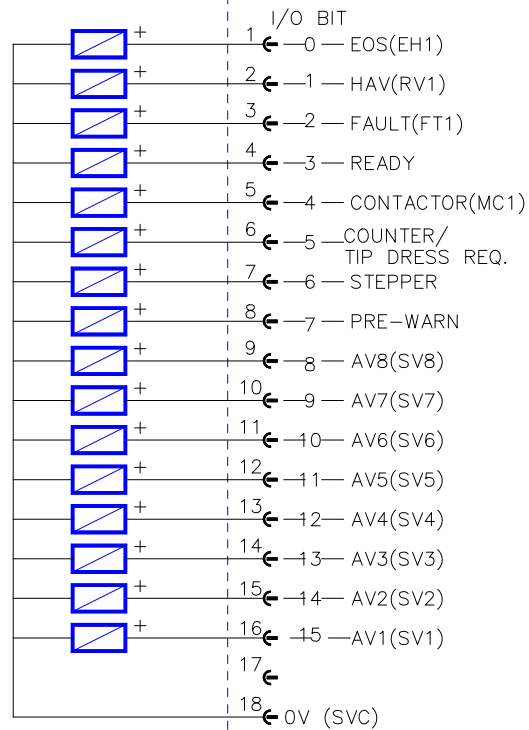 I/O BIT
+ 1 0 EOS(EH1)
+ 2 1 HAV(RV1)
+ 3 2 FAULT(FT1)
+ 4 3 READY
+ 5 4 CONTACTOR(MC1)
+ 6 5 COUNTER/
TIP DRESS REQ.
+ 7 6 STEPPER
+ 8 7 PRE-WARN
+ 9 8 AV8(SV8)
+ 10 9 AV7(SV7)
+ 11 10 AV6(SV6)
+ 12 11 AV5(SV5)
+ 13 12 AV4(SV4)
+ 14 13 AV3(SV3)
+ 15 14 AV2(SV2)
+ 16 15 AV1(SV1)
17
18 0V (SVC)